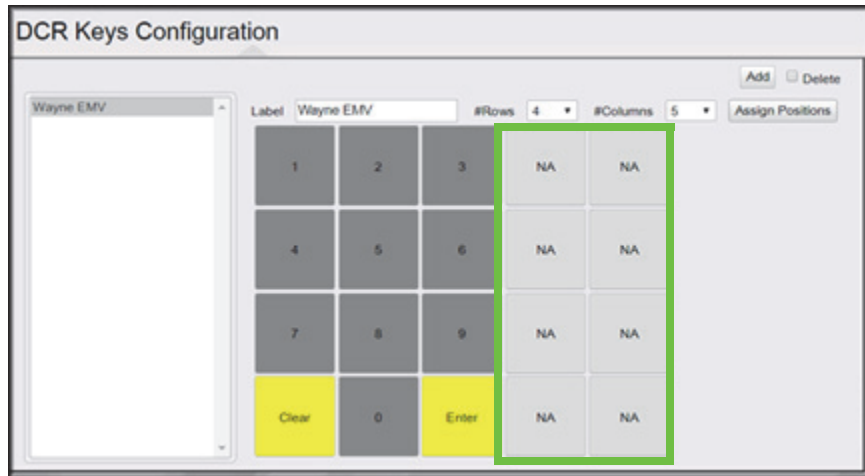 DCR Keys Configuration
Add Delete
Wayne EMV
Label Wayne EMV #Rows 4 #Columns 5 Assign Positions
1 2 3 NA NA
4 5 6 NA NA
7 8 9 NA NA
Clear 0 Enter NA NA